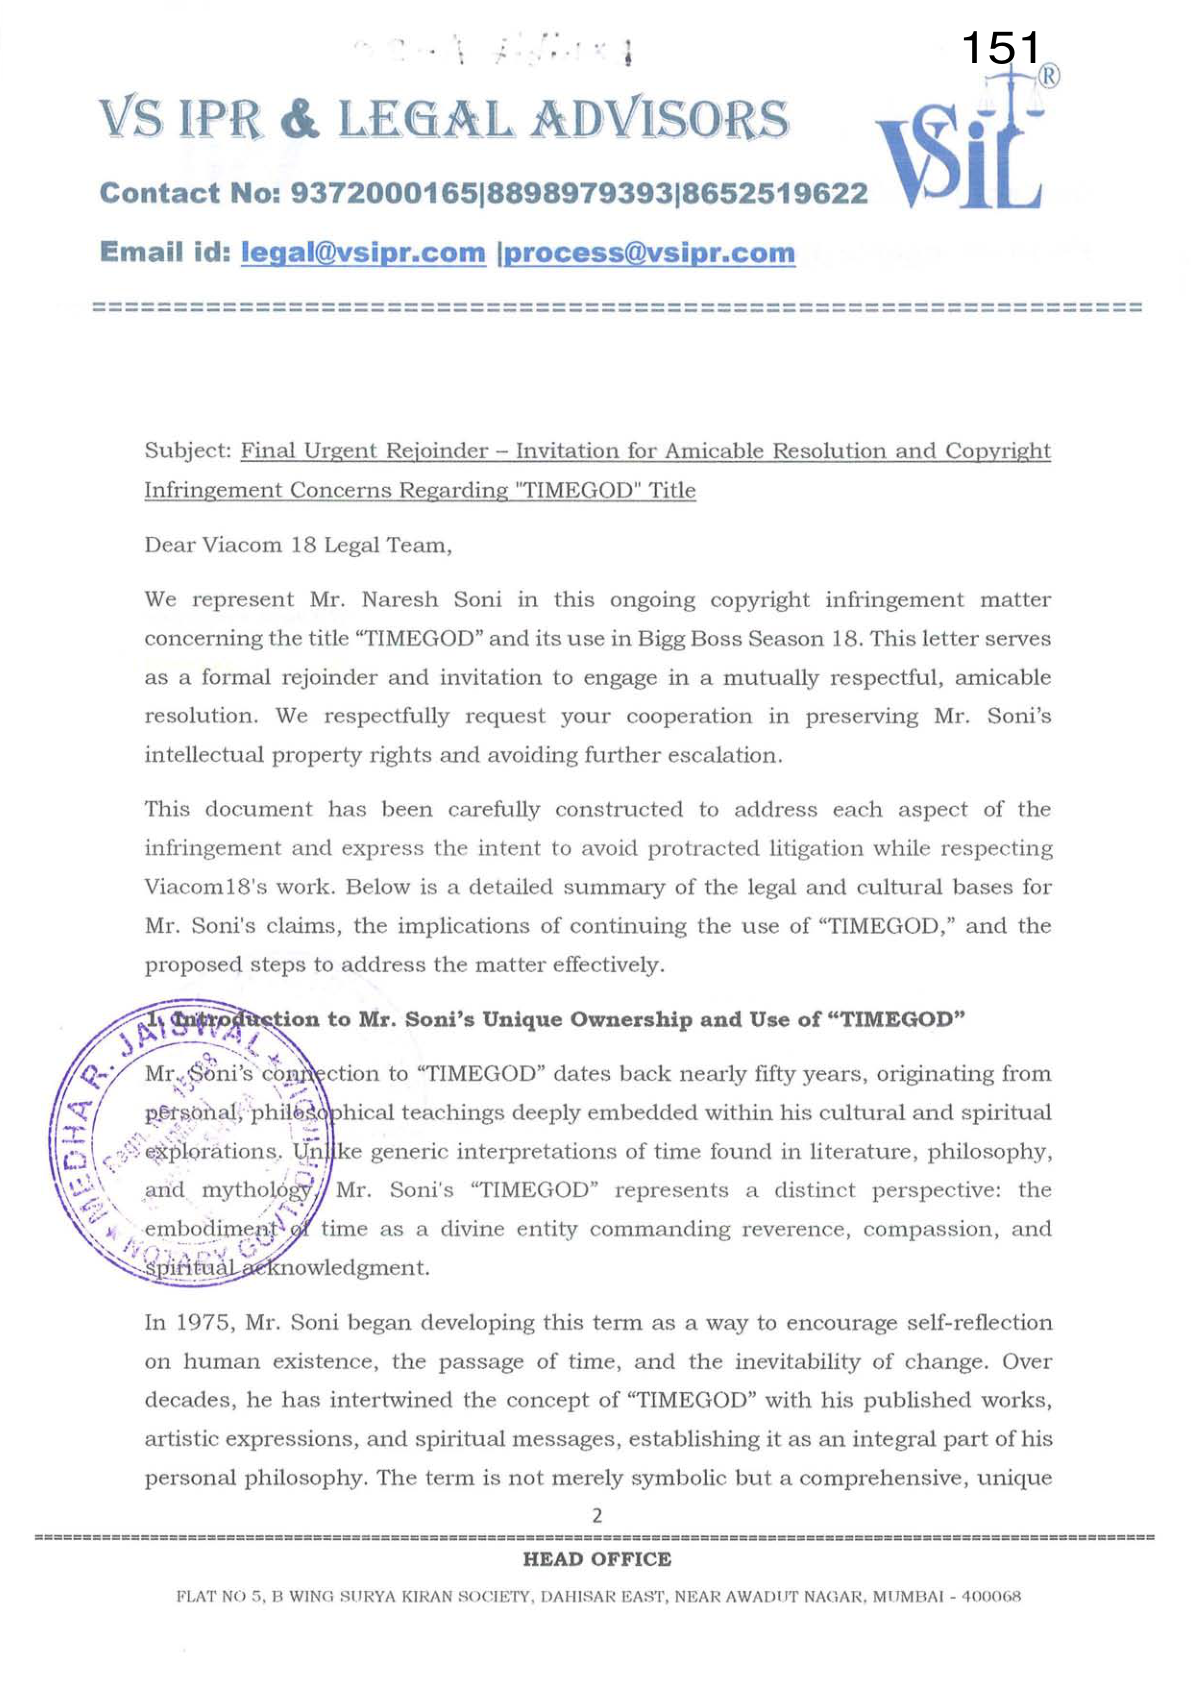 151
VS IPR & LEGAL ADVISORS
VSiL®
Contact No: 9372000165|8898979393|8652519622
Email id: legal@vsipr.com |process@vsipr.com
Subject: Final Urgent Rejoinder – Invitation for Amicable Resolution and Copyright
Infringement Concerns Regarding "TIMEGOD" Title
Dear Viacom 18 Legal Team,
We represent Mr. Naresh Soni in this ongoing copyright infringement matter
concerning the title “TIMEGOD” and its use in Bigg Boss Season 18. This letter serves
as a formal rejoinder and invitation to engage in a mutually respectful, amicable
resolution. We respectfully request your cooperation in preserving Mr. Soni’s
intellectual property rights and avoiding further escalation.
This document has been carefully constructed to address each aspect of the
infringement and express the intent to avoid protracted litigation while respecting
Viacom18's work. Below is a detailed summary of the legal and cultural bases for
Mr. Soni's claims, the implications of continuing the use of “TIMEGOD,” and the
proposed steps to address the matter effectively.
1. Introduction to Mr. Soni’s Unique Ownership and Use of “TIMEGOD”
Mr. Soni’s connection to “TIMEGOD” dates back nearly fifty years, originating from
personal, philosophical teachings deeply embedded within his cultural and spiritual
explorations. Unlike generic interpretations of time found in literature, philosophy,
and mythology, Mr. Soni's “TIMEGOD” represents a distinct perspective: the
embodiment of time as a divine entity commanding reverence, compassion, and
spiritual acknowledgment.
MEDHA R. JAISWAL
NOTARY GOVT.
Regn. No. 15
In 1975, Mr. Soni began developing this term as a way to encourage self-reflection
on human existence, the passage of time, and the inevitability of change. Over
decades, he has intertwined the concept of “TIMEGOD” with his published works,
artistic expressions, and spiritual messages, establishing it as an integral part of his
personal philosophy. The term is not merely symbolic but a comprehensive, unique
2
HEAD OFFICE
FLAT NO 5, B WING SURYA KIRAN SOCIETY, DAHISAR EAST, NEAR AWADUT NAGAR, MUMBAI - 400068